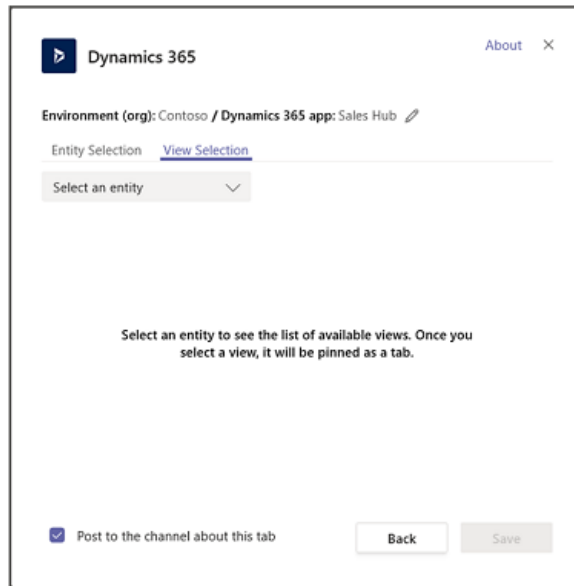 Dynamics 365
About
Environment (org): Contoso / Dynamics 365 app: Sales Hub
Entity Selection View Selection
Select an entity
Select an entity to see the list of available views. Once you
select a view, it will be pinned as a tab.
Post to the channel about this tab
Back
Save